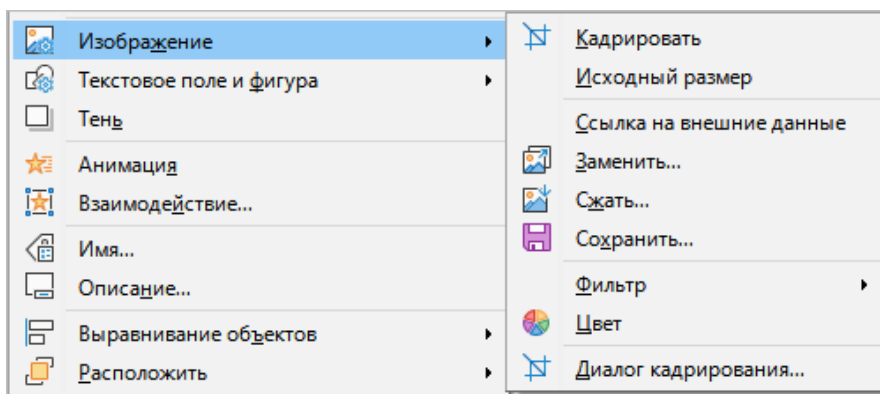 Изображение
Текстовое поле и фигура
Тень
Анимация
Взаимодействие...
Имя...
Описание...
Выравнивание объектов
Расположить
Кадрировать
Исходный размер
Ссылка на внешние данные
Заменить...
Сжать...
Сохранить...
Фильтр
Цвет
Диалог кадрирования...